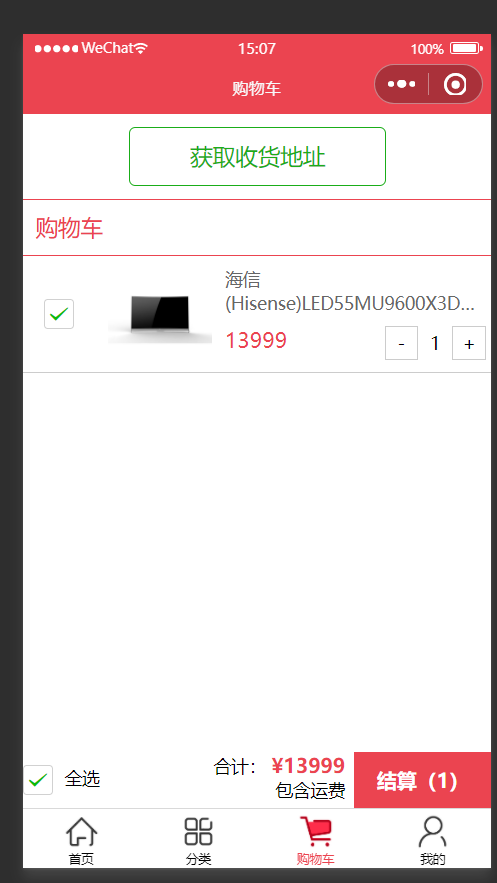 WeChat 15:07 100%
购物车
获取收货地址
购物车
海信
(Hisense)LED55MU9600X3D...
13999 - 1 +
合计： ¥13999
全选 包含运费 结算（1）
首页 分类 购物车 我的